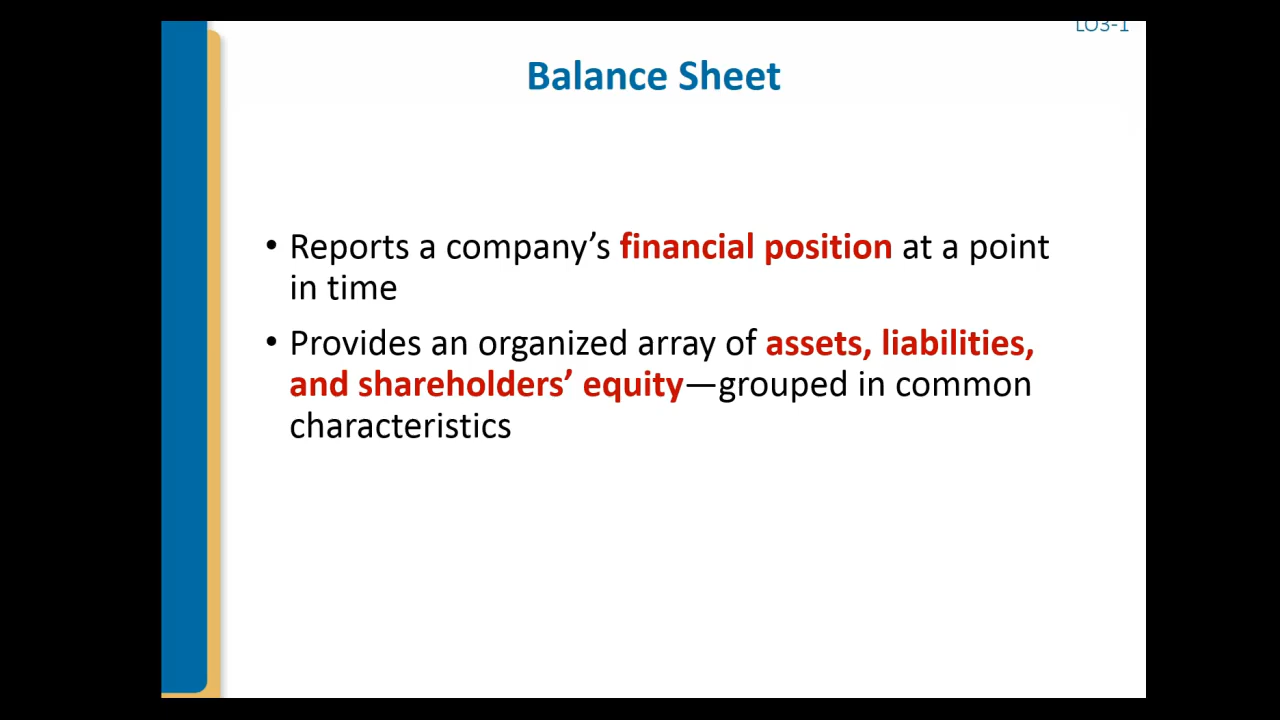 LO3-1
Balance Sheet
• Reports a company’s financial position at a point
in time
• Provides an organized array of assets, liabilities,
and shareholders’ equity—grouped in common
characteristics